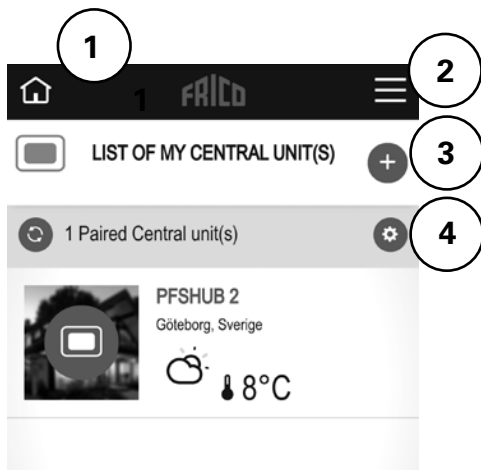 1
2
1 FRICO
LIST OF MY CENTRAL UNIT(S)
3
1 Paired Central unit(s)
4
PFSHUB 2
Göteborg, Sverige
8°C